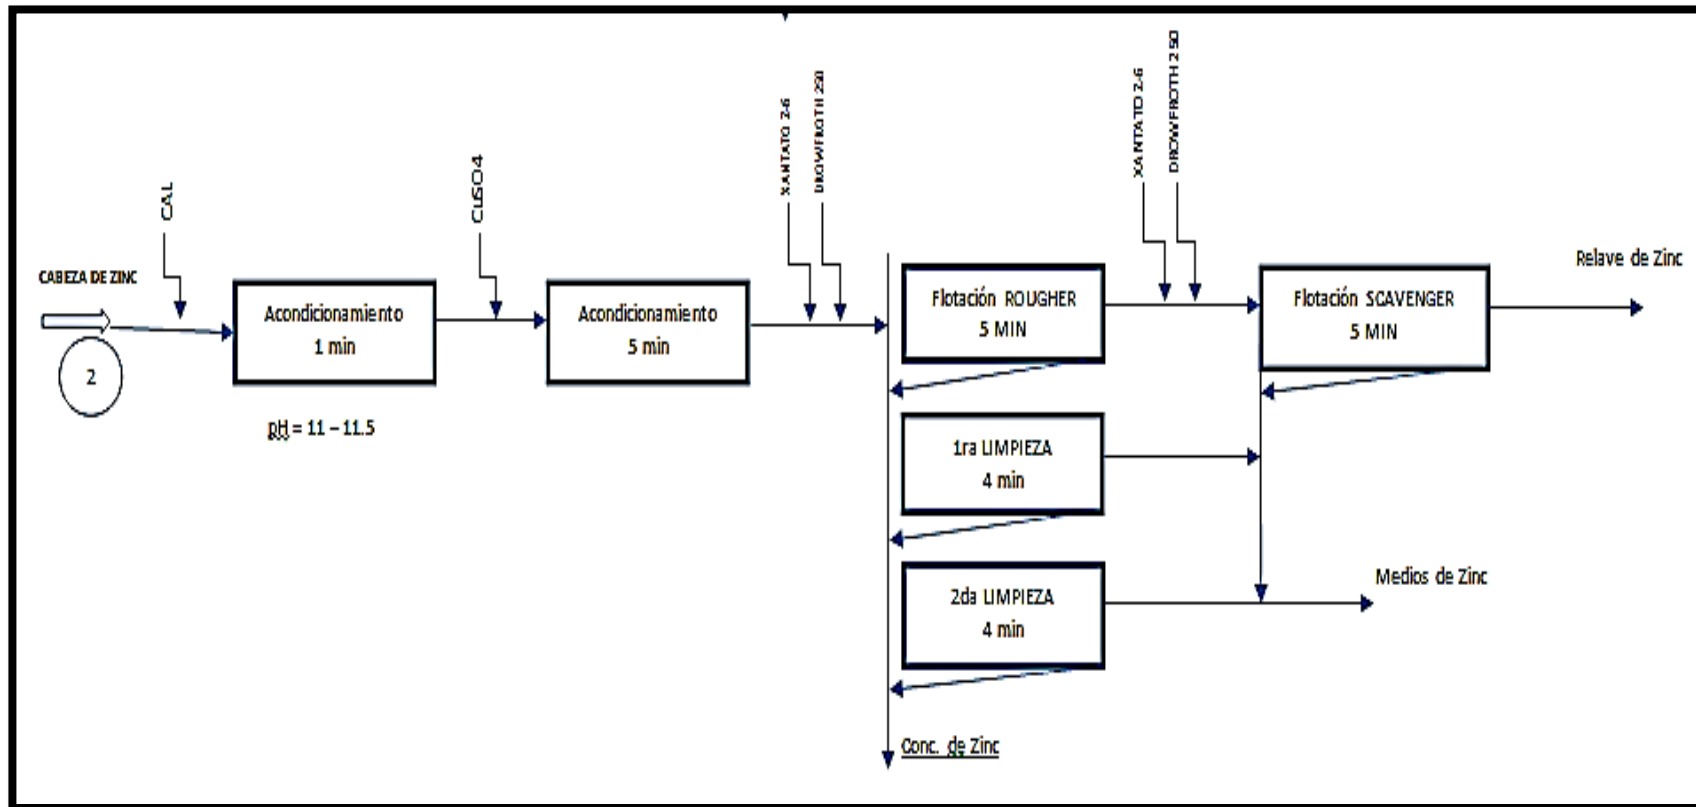 CABEZA DE ZINC
2
CAL
Acondicionamiento
1 min
pH = 11 – 11.5
CuSO4
Acondicionamiento
5 min
XANTATO Z-6
DROWFROTH 250
Flotación ROUGHER
5 MIN
1ra LIMPIEZA
4 min
2da LIMPIEZA
4 min
Conc. de Zinc
XANTATO Z-6
DROWFROTH 250
Flotación SCAVENGER
5 MIN
Relave de Zinc
Medios de Zinc